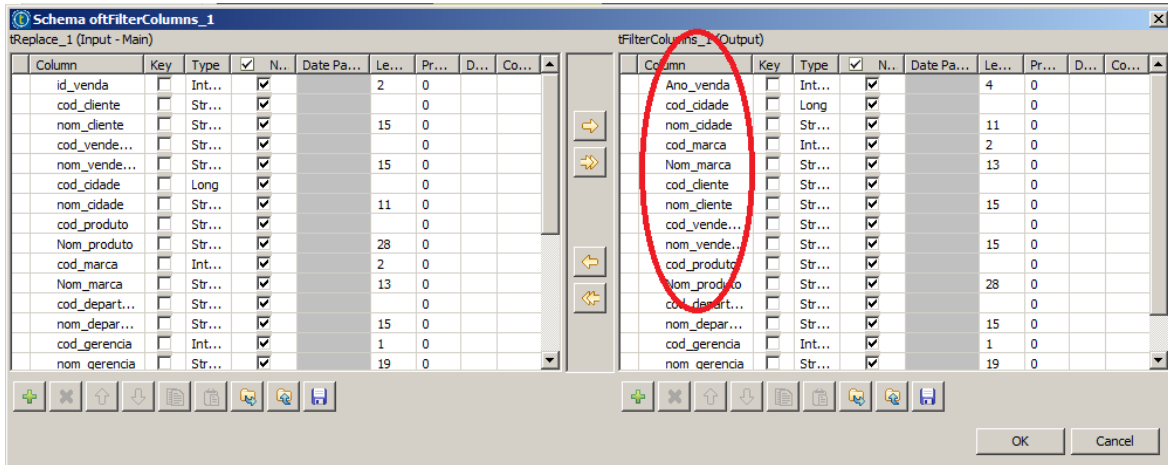 Schema oftFilterColumns_1
tReplace_1 (Input - Main)
Column Key Type N.. Date Pa... Le... Pr... D... Co...
id_venda Int... 2 0
cod_cliente Str... 0
nom_cliente Str... 15 0
cod_vende... Str... 0
nom_vende... Str... 15 0
cod_cidade Long 0
nom_cidade Str... 11 0
cod_produto Str... 0
Nom_produto Str... 28 0
cod_marca Int... 2 0
Nom_marca Str... 13 0
cod_depart... Str... 0
nom_depar... Str... 15 0
cod_gerencia Int... 1 0
nom_gerencia Str... 19 0
tFilterColumns_1 (Output)
Column Key Type N.. Date Pa... Le... Pr... D... Co...
Ano_venda Int... 4 0
cod_cidade Long 0
nom_cidade Str... 11 0
cod_marca Int... 2 0
Nom_marca Str... 13 0
cod_cliente Str... 0
nom_cliente Str... 15 0
cod_vende... Str... 0
nom_vende... Str... 15 0
cod_produto Str... 0
Nom_produto Str... 28 0
cod_depart... Str... 0
nom_depar... Str... 15 0
cod_gerencia Int... 1 0
nom_gerencia Str... 19 0
OK Cancel